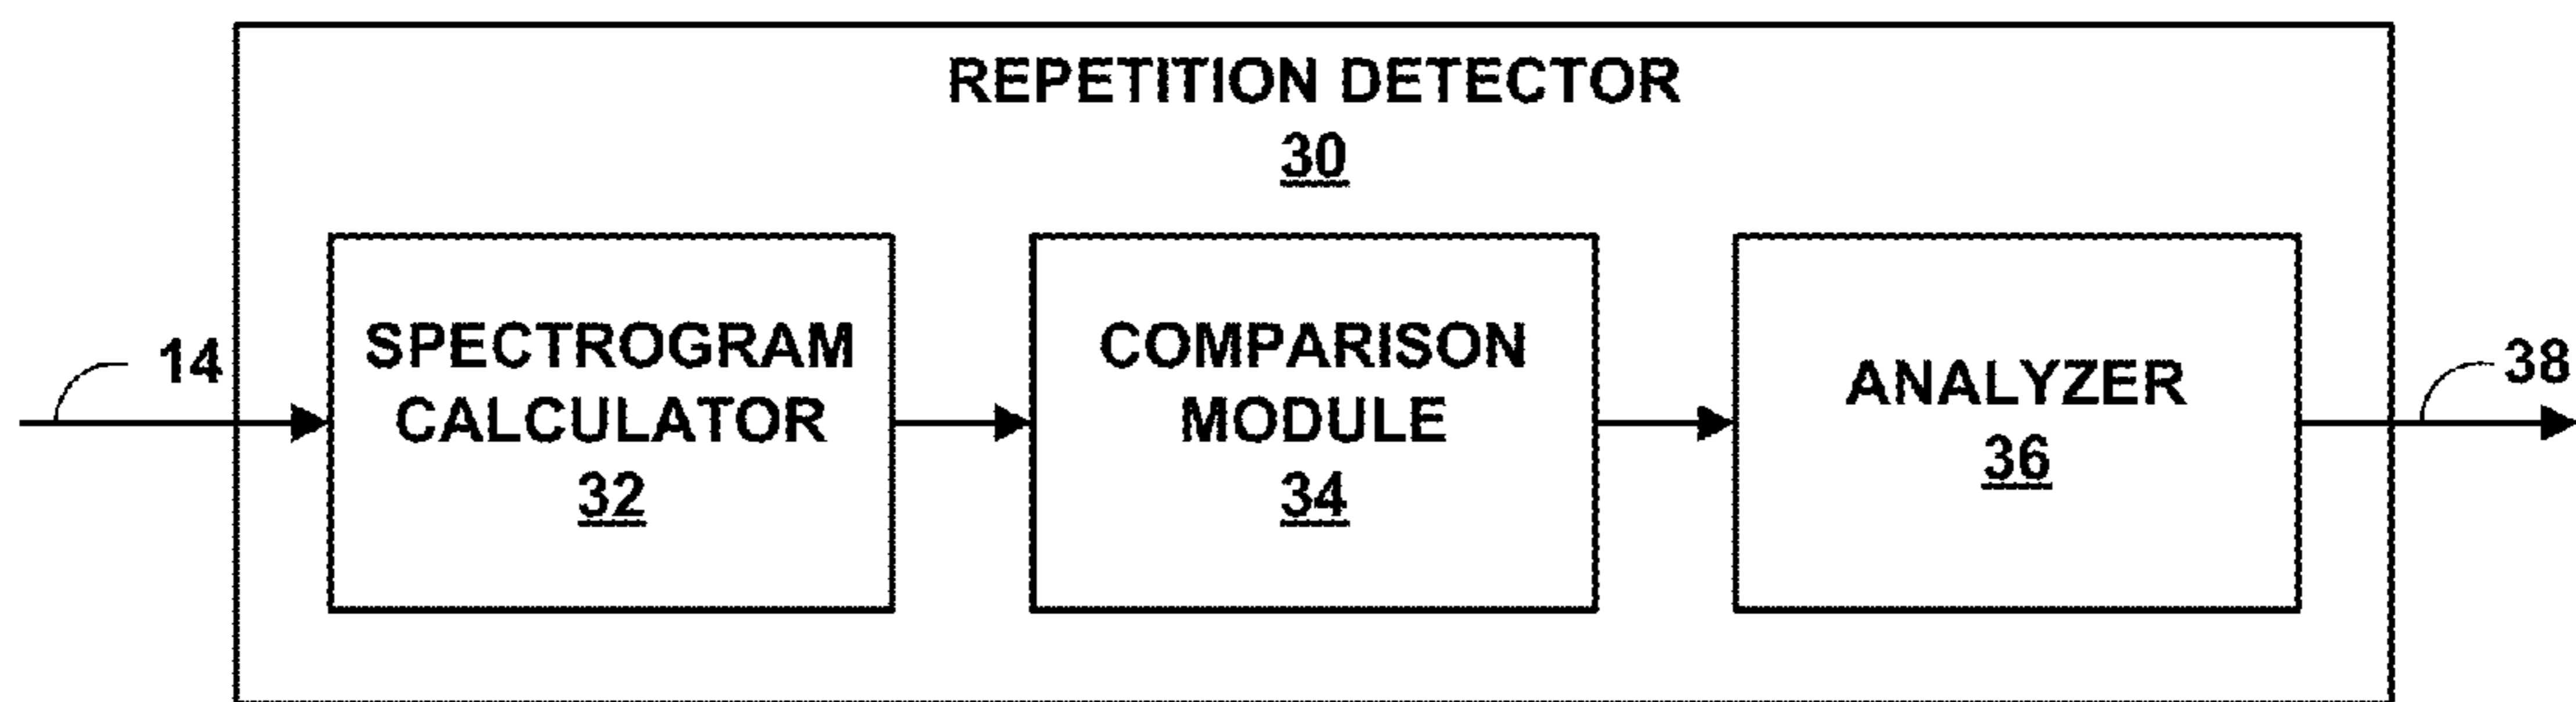 REPETITION DETECTOR
30
14
SPECTROGRAM
CALCULATOR
32
COMPARISON
MODULE
34
ANALYZER
36
38